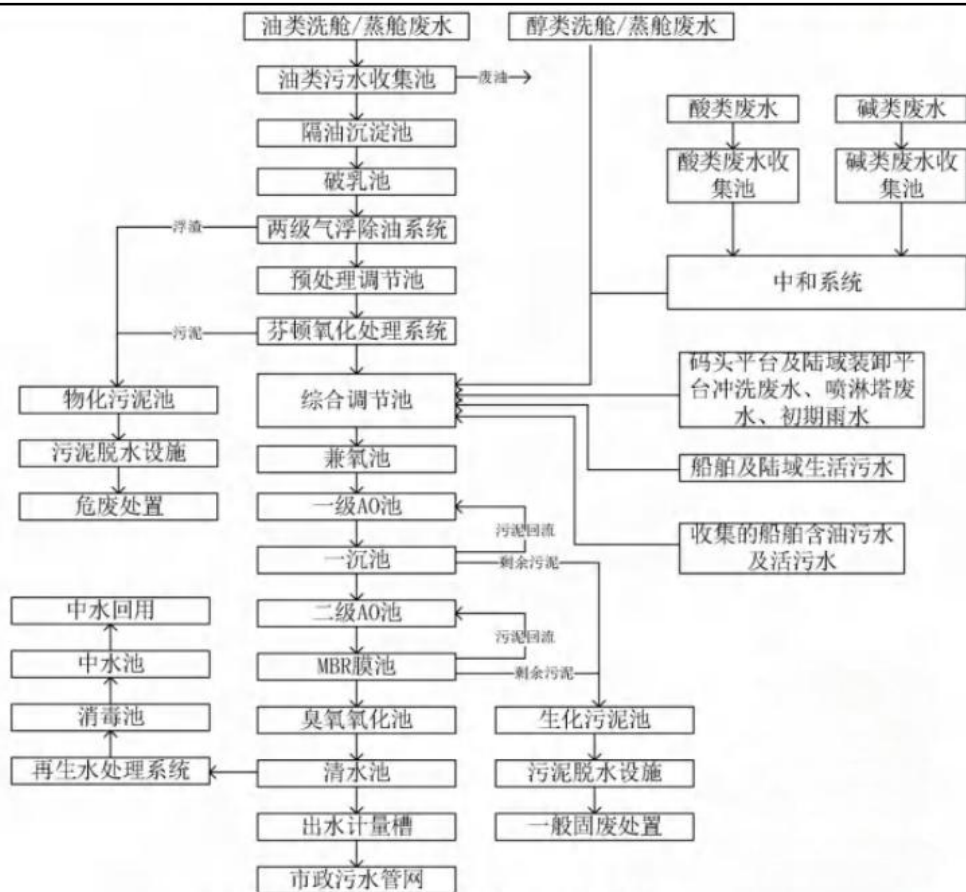 油类洗舱/蒸舱废水
醇类洗舱/蒸舱废水
油类污水收集池
废油
酸类废水
碱类废水
隔油沉淀池
酸类废水收
集池
碱类废水收
集池
破乳池
浮渣
两级气浮除油系统
预处理调节池
中和系统
污泥
芬顿氧化处理系统
码头平台及陆域装卸平
台冲洗废水、喷淋塔废
水、初期雨水
物化污泥池
综合调节池
污泥脱水设施
兼氧池
船舶及陆域生活污水
危废处置
一级AO池
污泥回流
收集的船舶含油污水
及活污水
一沉池
剩余污泥
中水回用
二级AO池
污泥回流
中水池
MBR膜池
剩余污泥
消毒池
臭氧氧化池
生化污泥池
再生水处理系统
清水池
污泥脱水设施
出水计量槽
一般固废处置
市政污水管网